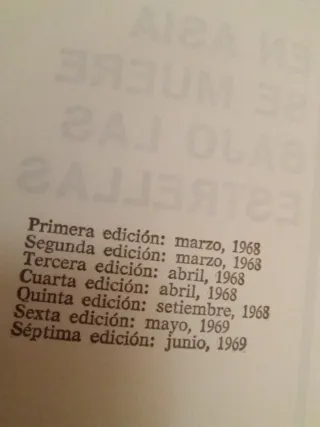 EN ASIA
SE MUERE
BAJO LAS
ESTRELLAS
Primera edición: marzo, 1968
Segunda edición: marzo, 1968
Tercera edición: abril, 1968
Cuarta edición: abril, 1968
Quinta edición: setiembre, 1968
Sexta edición: mayo, 1969
Séptima edición: junio, 1969